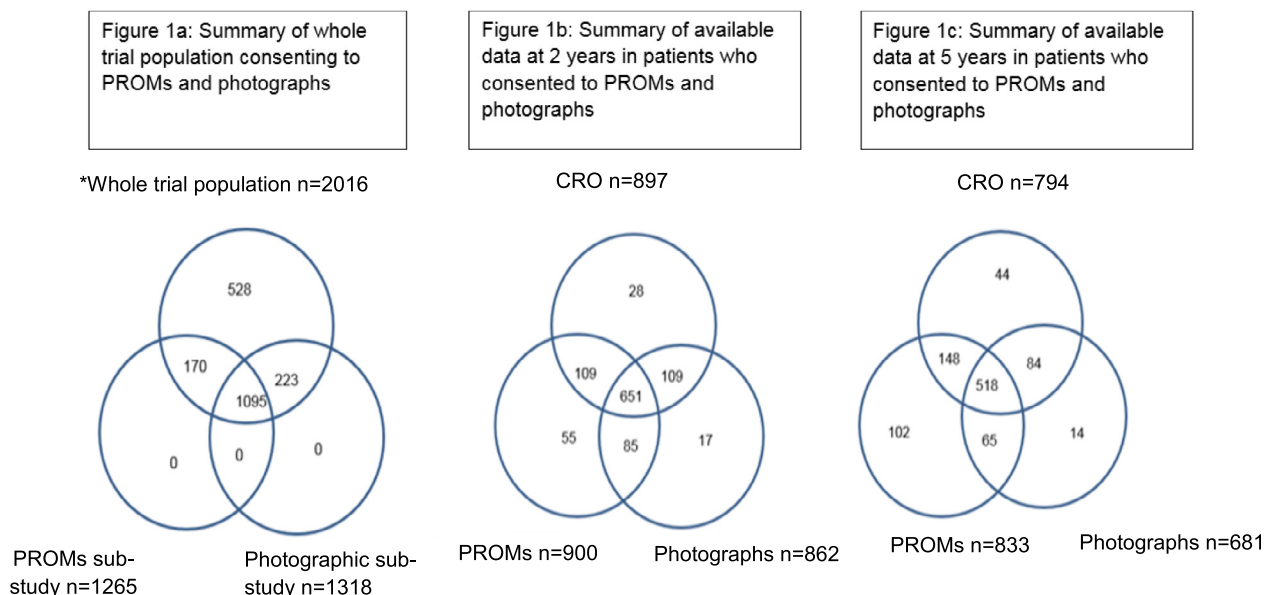 Figure 1a: Summary of whole
trial population consenting to
PROMs and photographs
Figure 1b: Summary of available
data at 2 years in patients who
consented to PROMs and
photographs
Figure 1c: Summary of available
data at 5 years in patients who
consented to PROMs and
photographs
*Whole trial population n=2016
528
170
223
1095
0
0
0
PROMs sub-
study n=1265
Photographic sub-
study n=1318
CRO n=897
28
109
109
651
55
85
17
PROMs n=900
Photographs n=862
CRO n=794
44
148
84
518
102
65
14
PROMs n=833
Photographs n=681